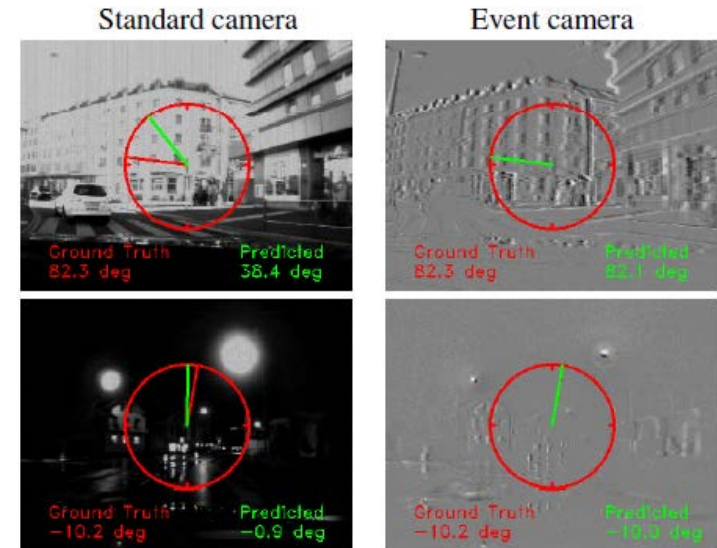 Standard camera
Event camera
Ground Truth
82.3 deg
Predicted
38.4 deg
Ground Truth
82.3 deg
Predicted
82.1 deg
Ground Truth
-10.2 deg
Predicted
-0.9 deg
Ground Truth
-10.2 deg
Predicted
deg